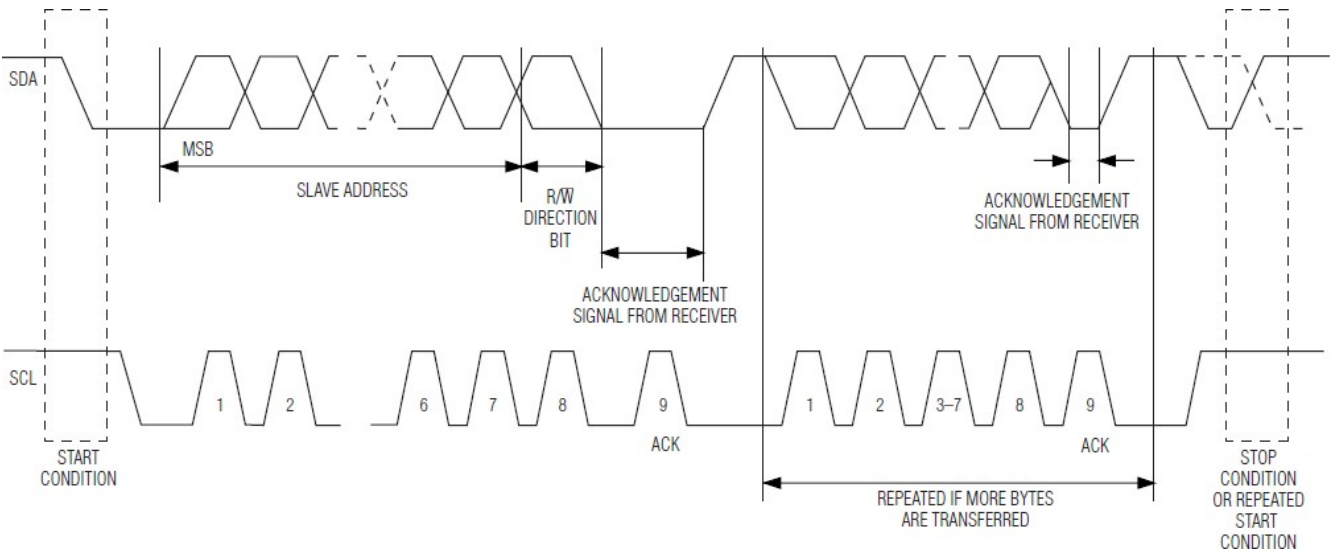 SDA
MSB
SLAVE ADDRESS
R/W̅
DIRECTION
BIT
ACKNOWLEDGEMENT
SIGNAL FROM RECEIVER
ACKNOWLEDGEMENT
SIGNAL FROM RECEIVER
SCL
1 2 6 7 8 9 1 2 3–7 8 9
ACK ACK
START
CONDITION
REPEATED IF MORE BYTES
ARE TRANSFERRED
STOP
CONDITION
OR REPEATED
START
CONDITION